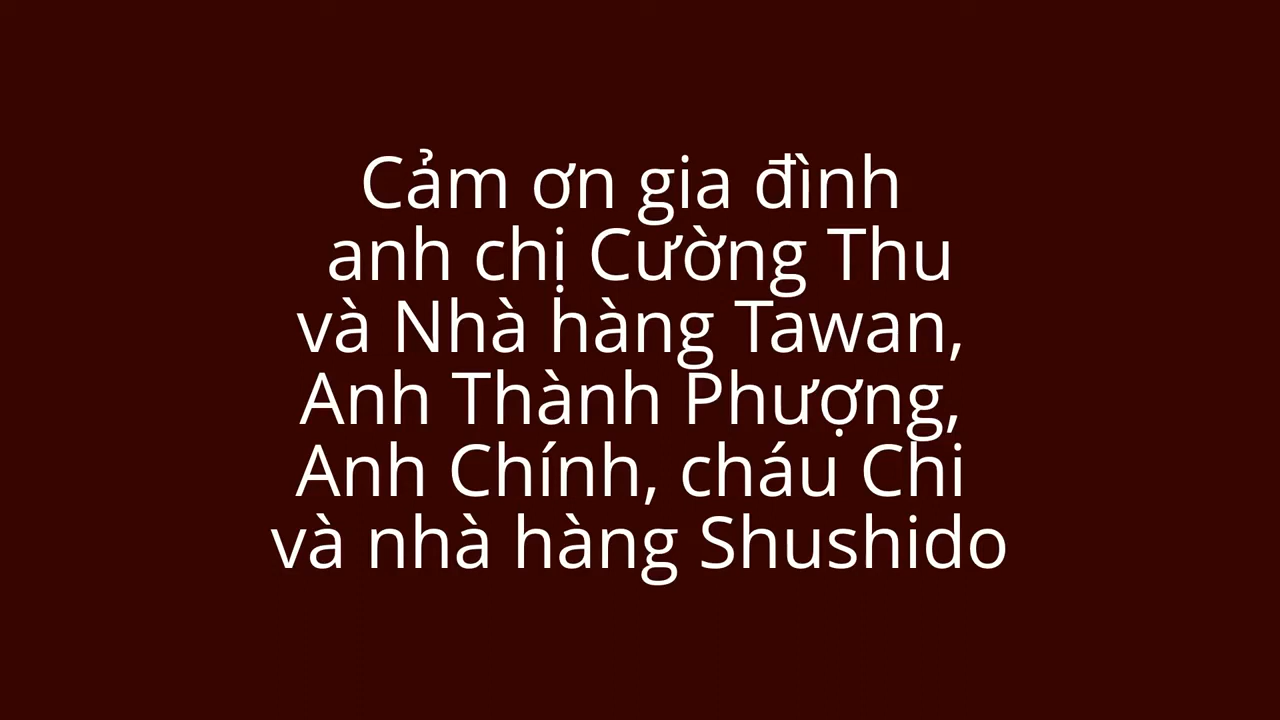 Cảm ơn gia đình
anh chị Cường Thu
và Nhà hàng Tawan,
Anh Thành Phượng,
Anh Chính, cháu Chi
và nhà hàng Shushido